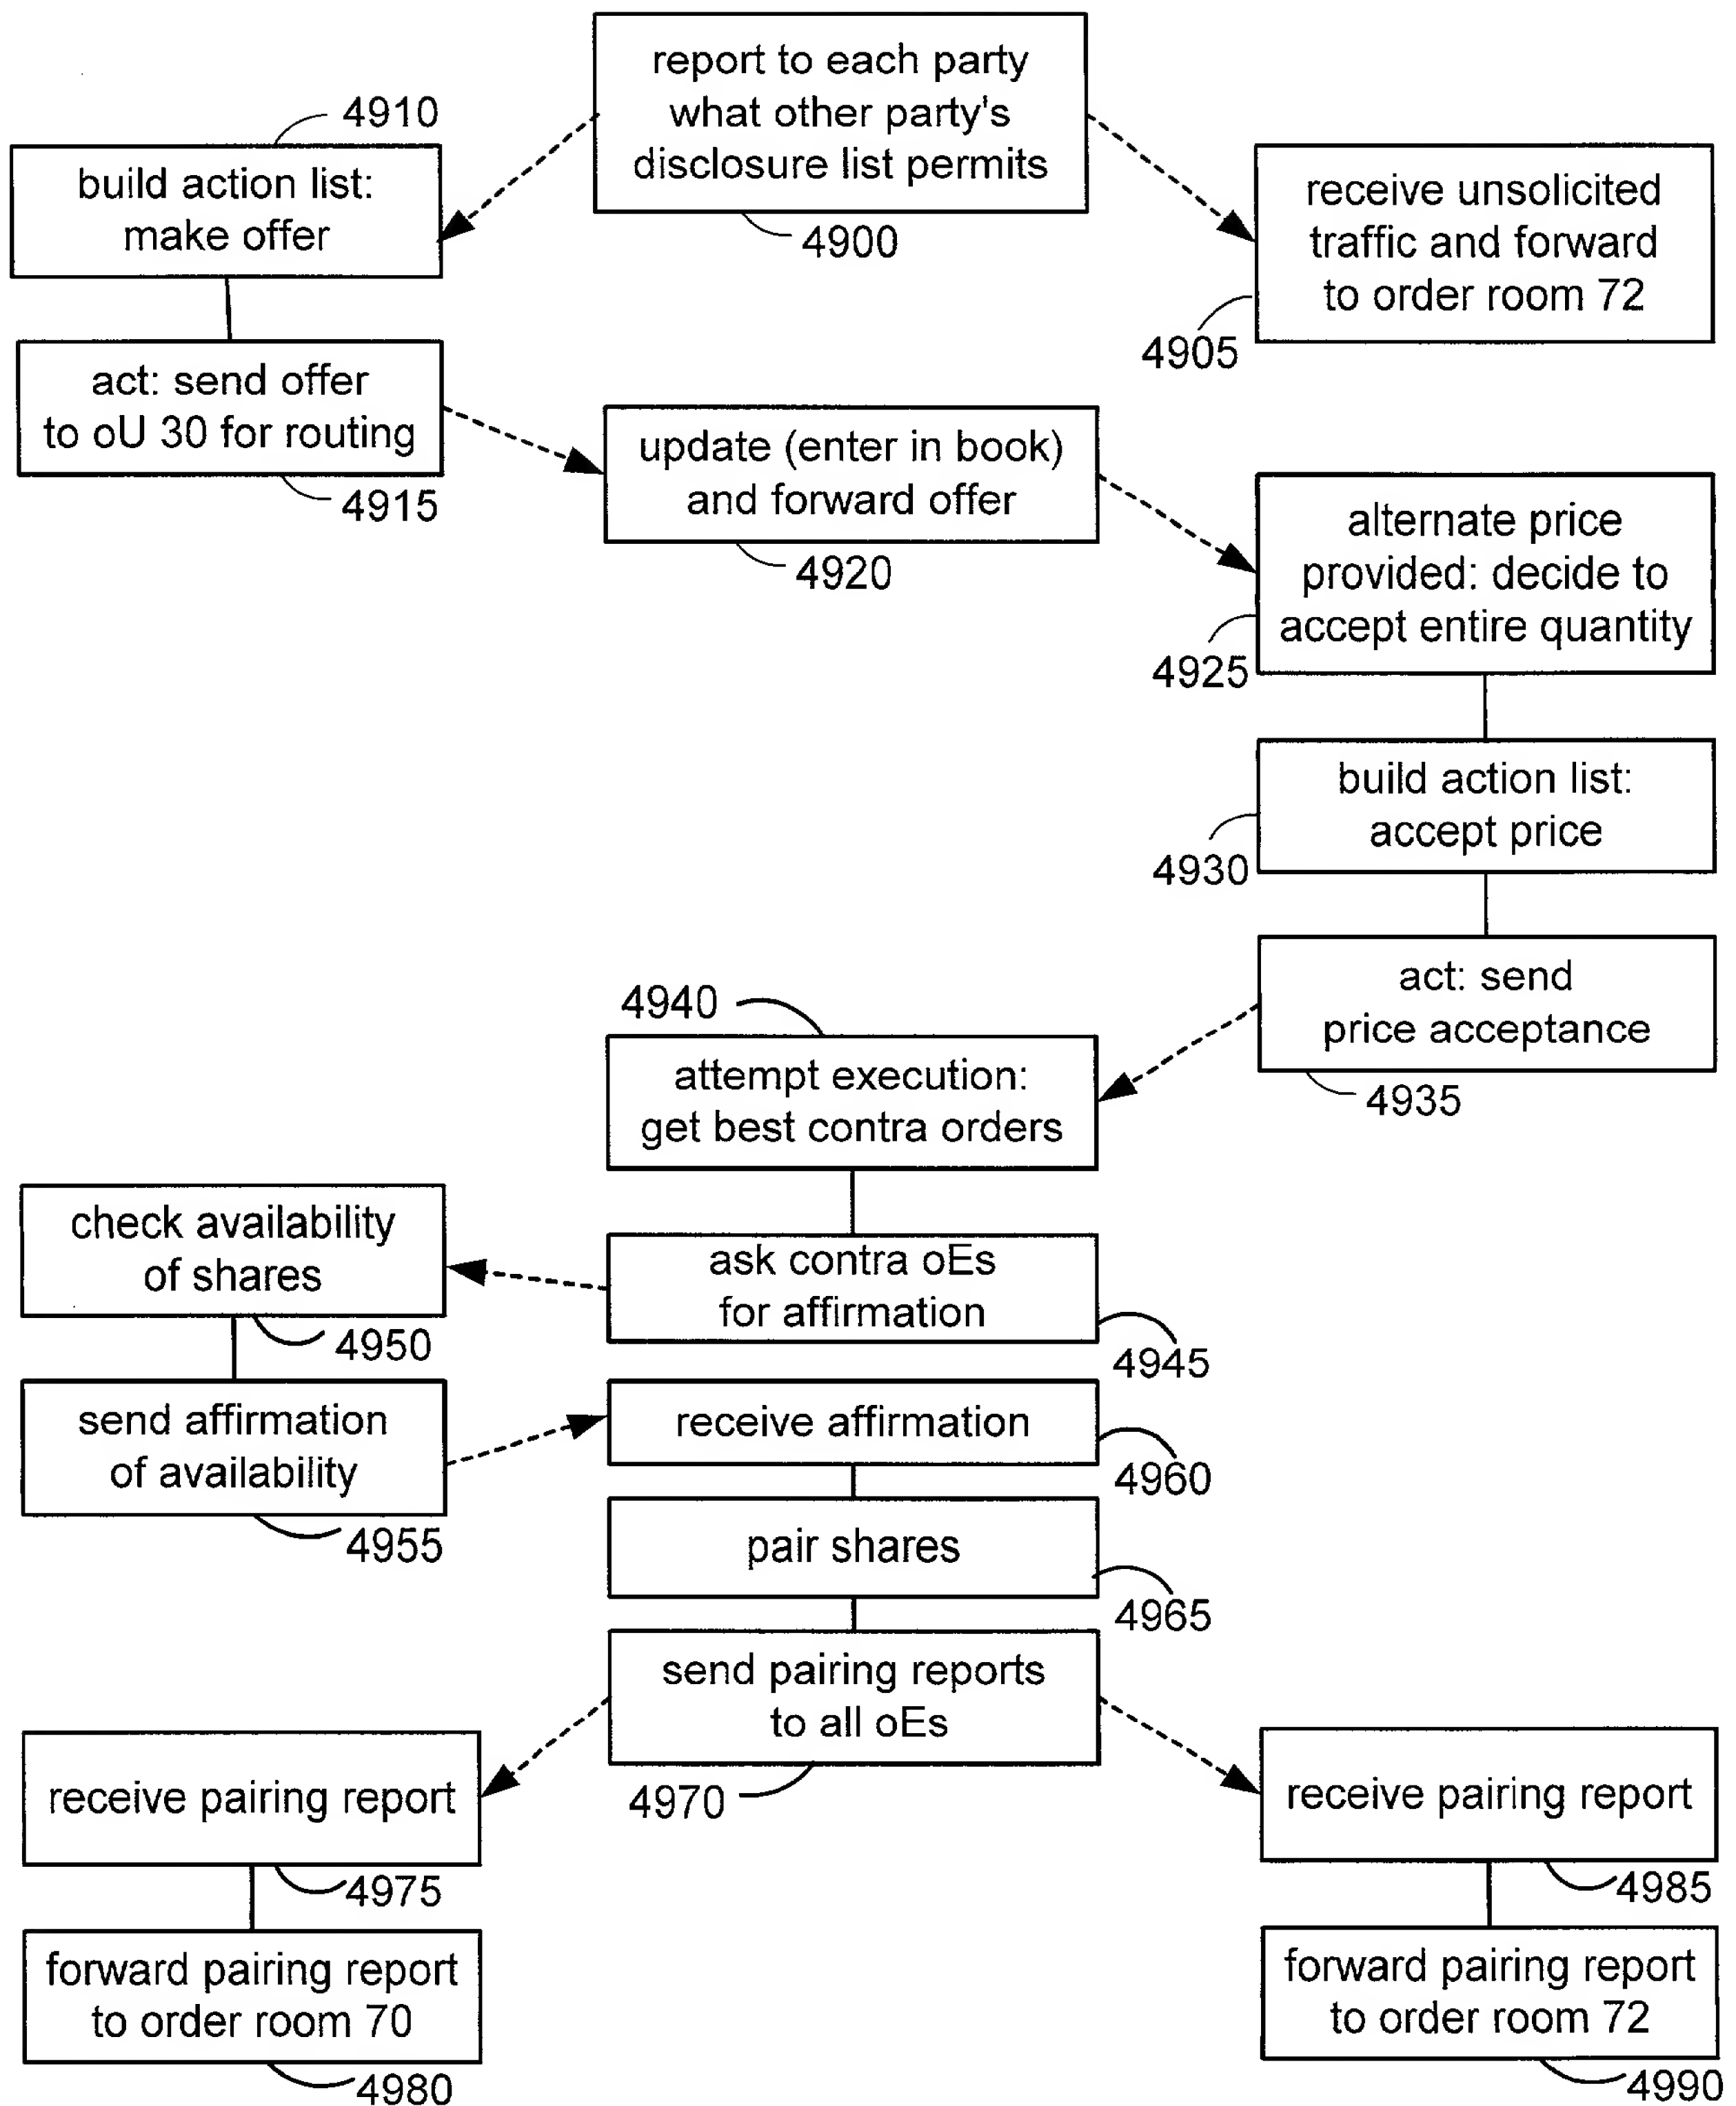 report to each party
what other party's
disclosure list permits
4900
4910
build action list:
make offer
receive unsolicited
traffic and forward
to order room 72
4905
act: send offer
to oU 30 for routing
4915
update (enter in book)
and forward offer
4920
alternate price
provided: decide to
accept entire quantity
4925
build action list:
accept price
4930
act: send
price acceptance
4935
4940
attempt execution:
get best contra orders
ask contra oEs
for affirmation
4945
check availability
of shares
4950
send affirmation
of availability
4955
receive affirmation
4960
pair shares
4965
send pairing reports
to all oEs
4970
receive pairing report
4975
forward pairing report
to order room 70
4980
receive pairing report
4985
forward pairing report
to order room 72
4990